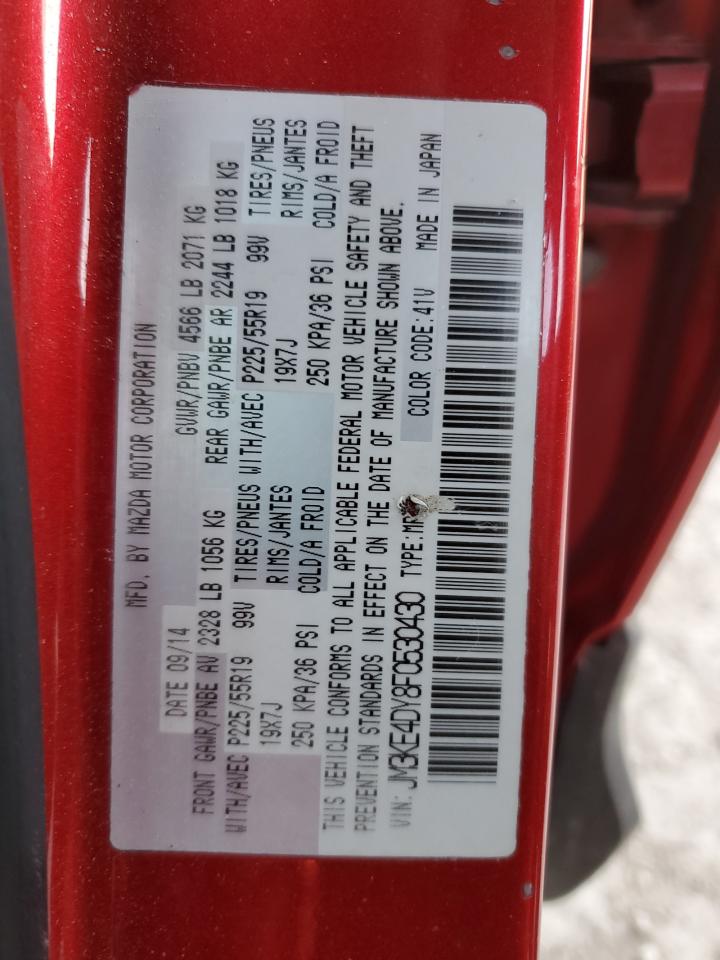 MFD. BY MAZDA MOTOR CORPORATION
DATE 09/14 GVWR/PNBV 4566 LB 2071 KG
FRONT GAWR/PNBE AV 2328 LB 1056 KG REAR GAWR/PNBE AR 2244 LB 1018 KG
WITH/AVEC P225/55R19 99V TIRES/PNEUS WITH/AVEC P225/55R19 99V TIRES/PNEUS
19X7J RIMS/JANTES 19X7J RIMS/JANTES
250 KPA/36 PSI COLD/A FROID 250 KPA/36 PSI COLD/A FROID
THIS VEHICLE CONFORMS TO ALL APPLICABLE FEDERAL MOTOR VEHICLE SAFETY AND THEFT
PREVENTION STANDARDS IN EFFECT ON THE DATE OF MANUFACTURE SHOWN ABOVE.
VIN: JM3KE4DY8F0530430 TYPE: COLOR CODE:41V MADE IN JAPAN